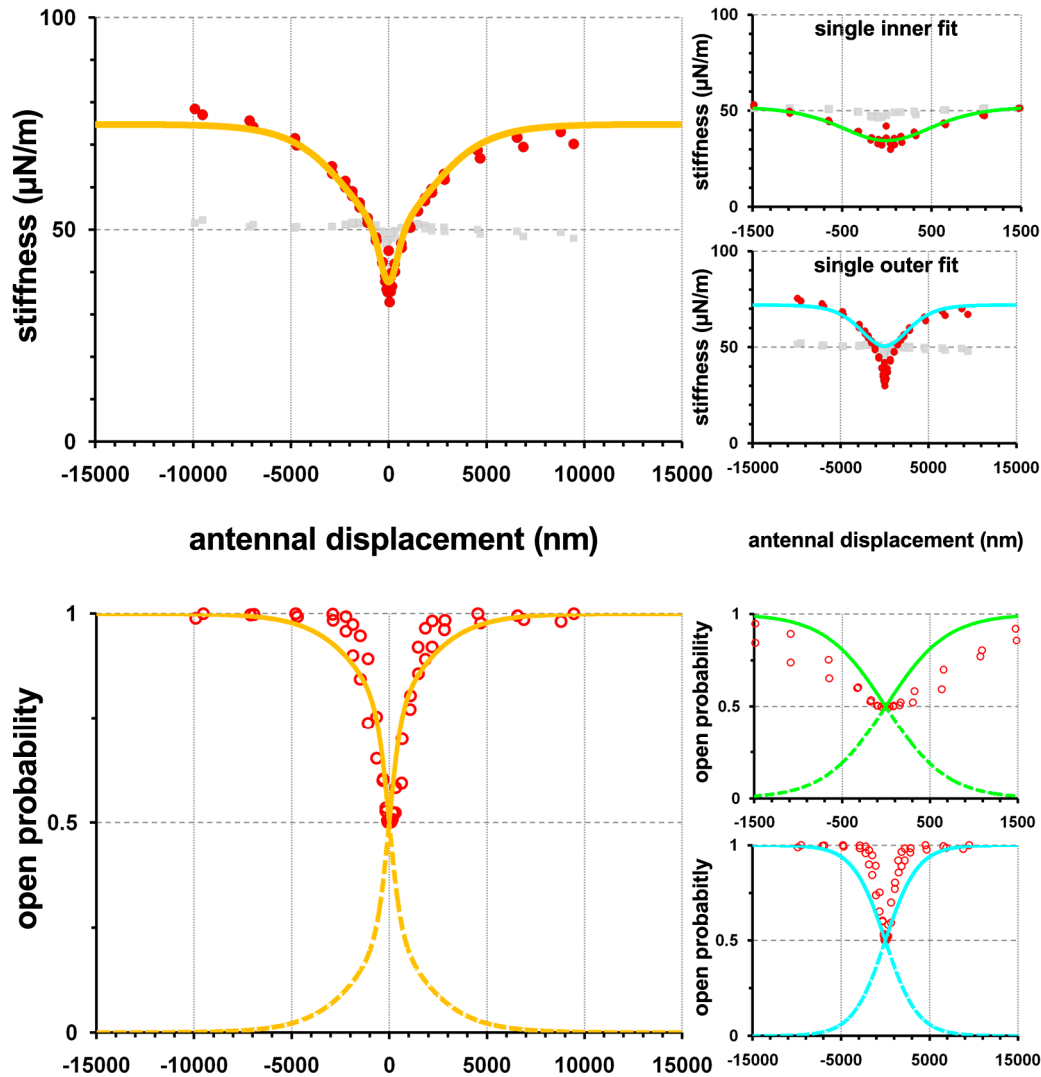 100
50
0
stiffness (µN/m)
-15000 -10000 -5000 0 5000 10000 15000
antennal displacement (nm)
single inner fit
100
50
0
stiffness (µN/m)
-1500 -500 500 1500
single outer fit
100
50
0
stiffness (µN/m)
-15000 -5000 5000 15000
antennal displacement (nm)
1
0.5
0
open probability
-15000 -10000 -5000 0 5000 10000 15000
1
0.5
0
open probability
-1500 -500 500 1500
1
0.5
0
open probabitly
-15000 -5000 5000 15000